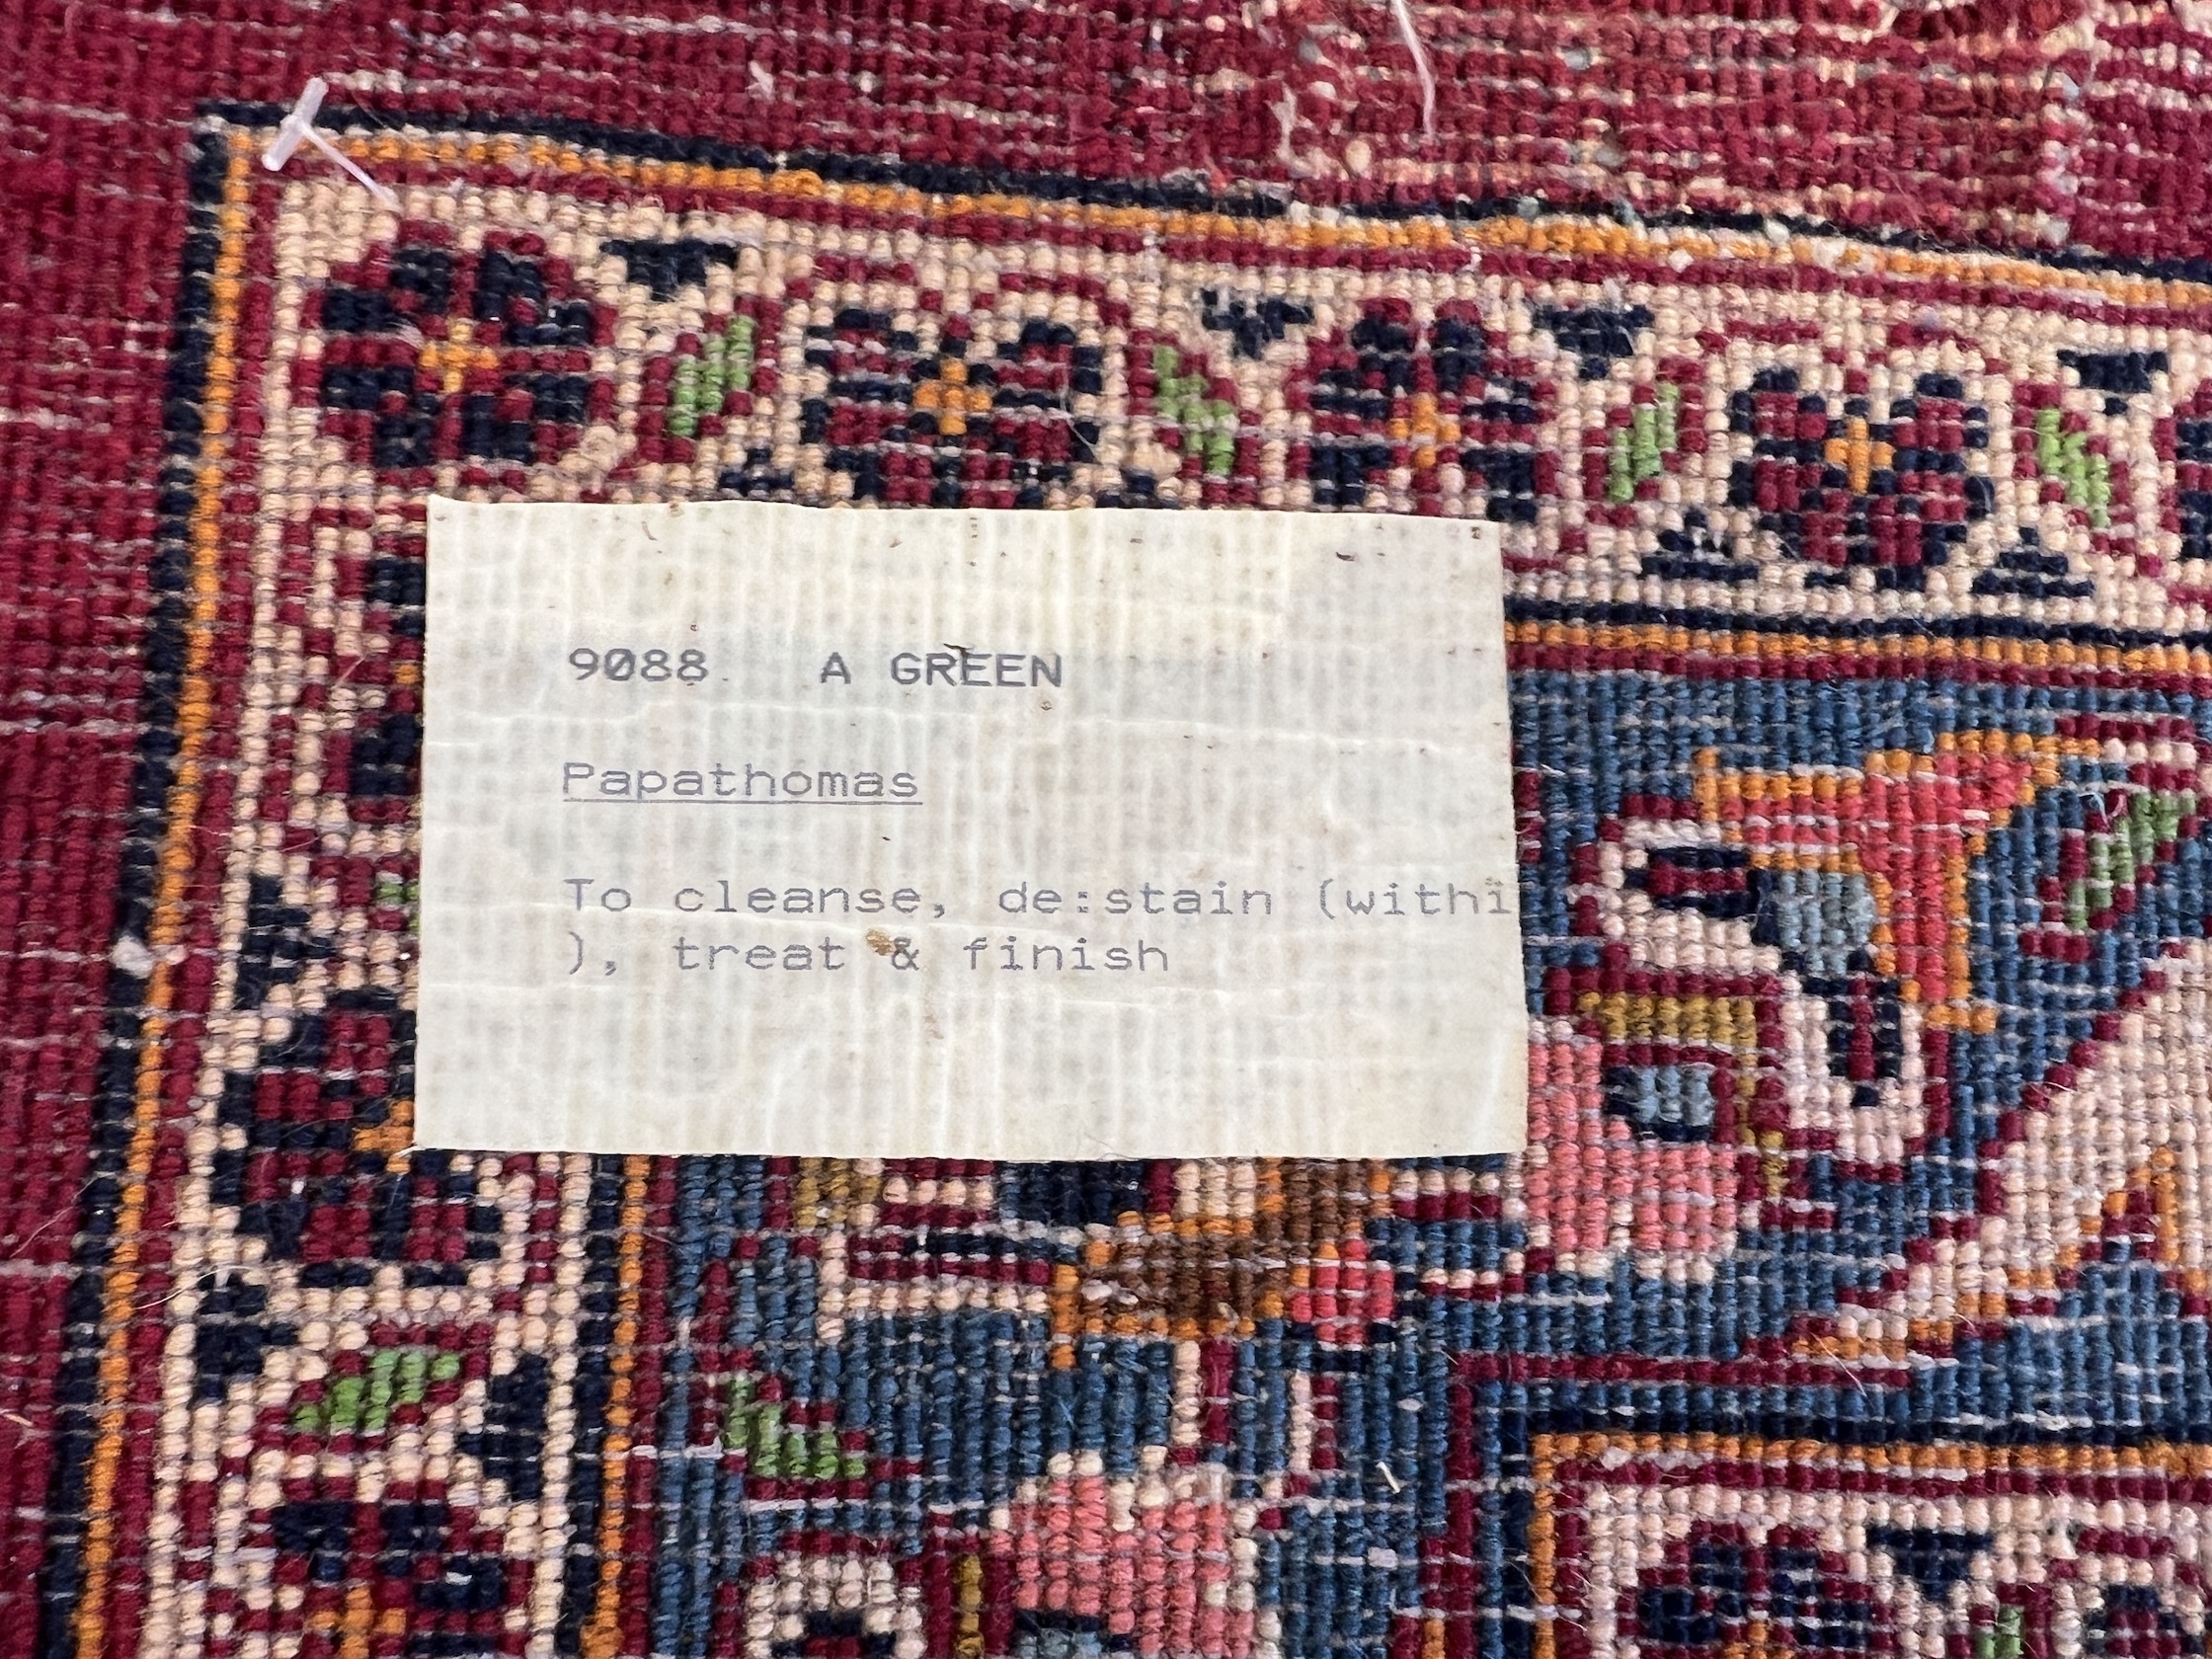 9088 A GREEN
Papathomas
To cleanse, de:stain (withi
), treat & finish